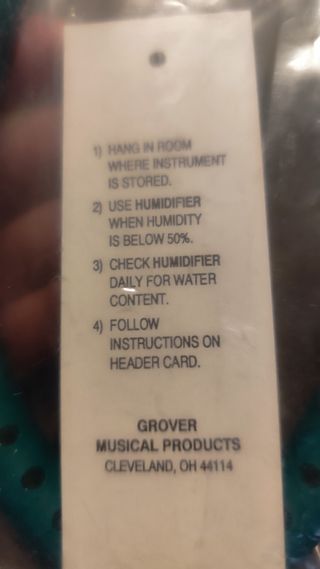 1) HANG IN ROOM
WHERE INSTRUMENT
IS STORED.
2) USE HUMIDIFIER
WHEN HUMIDITY
IS BELOW 50%.
3) CHECK HUMIDIFIER
DAILY FOR WATER
CONTENT.
4) FOLLOW
INSTRUCTIONS ON
HEADER CARD.
GROVER
MUSICAL PRODUCTS
CLEVELAND, OH 44114